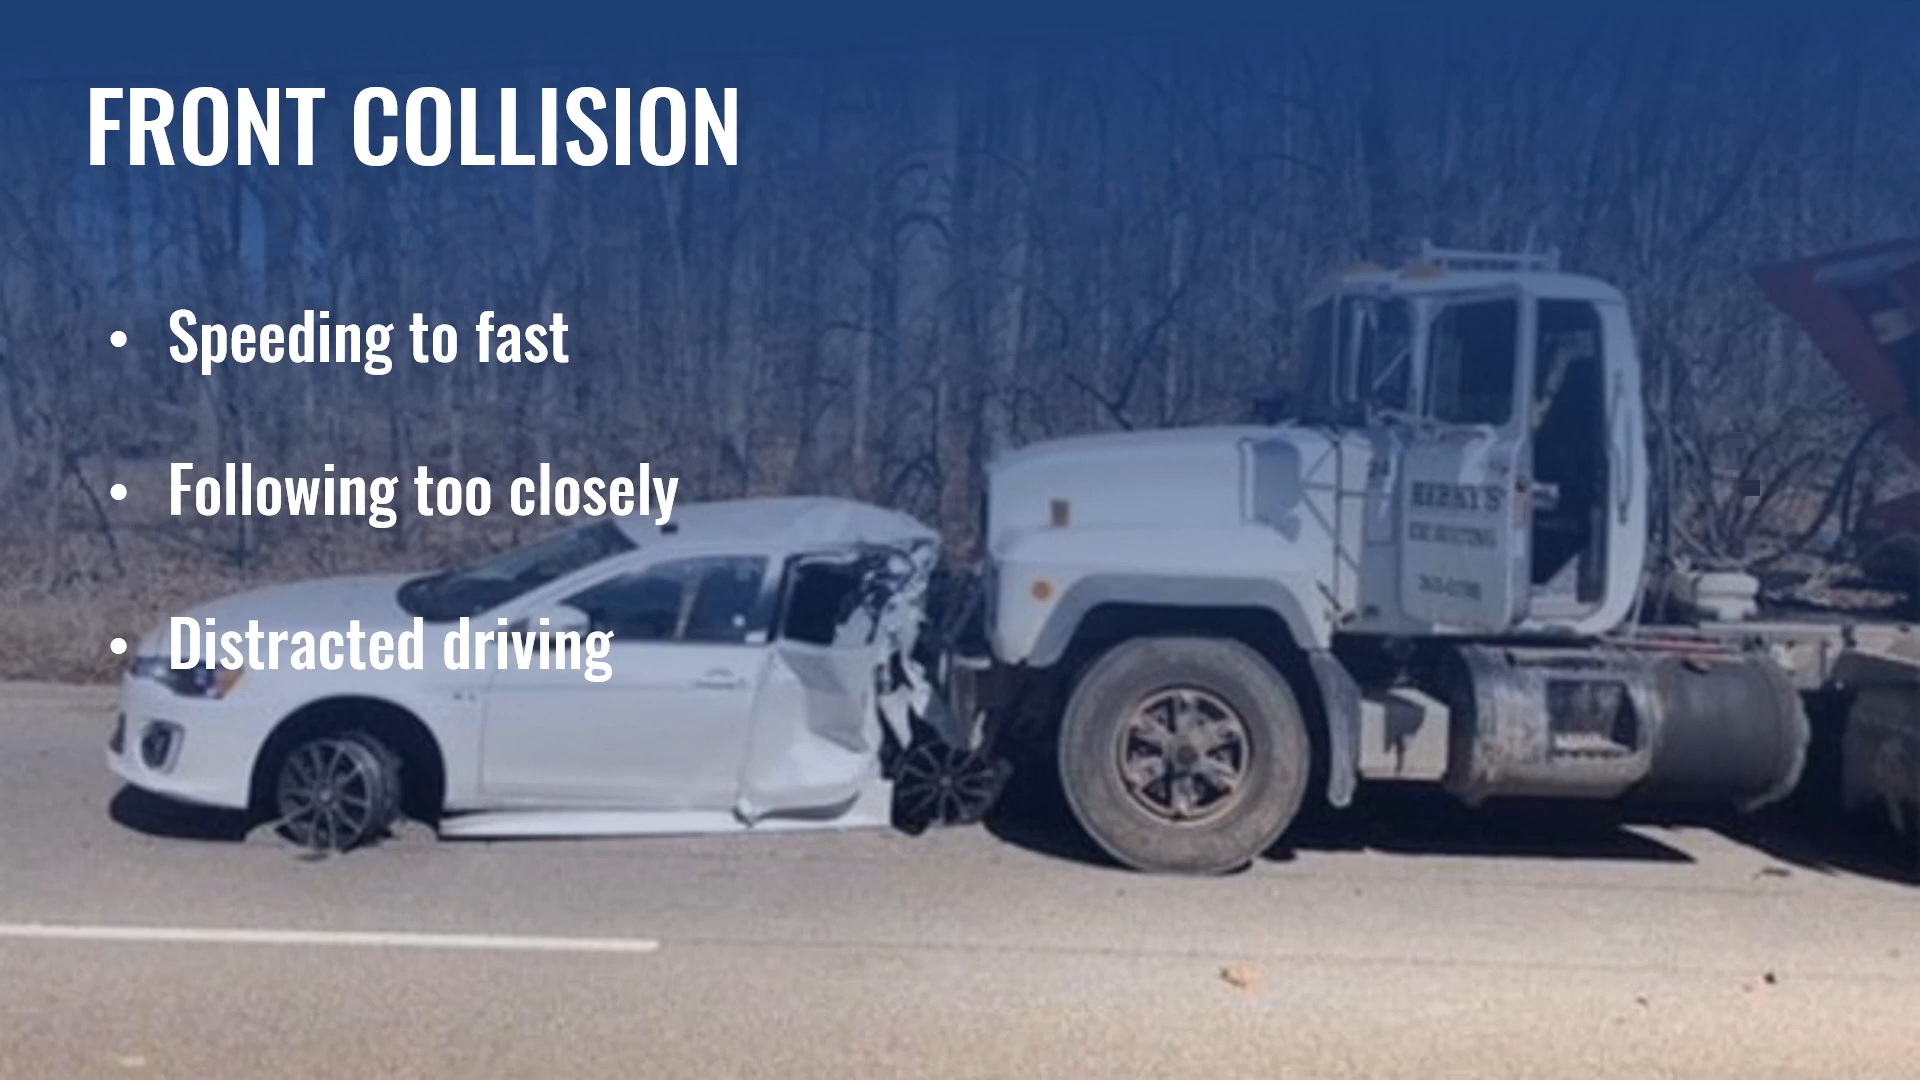 FRONT COLLISION
• Speeding to fast
• Following too closely
• Distracted driving